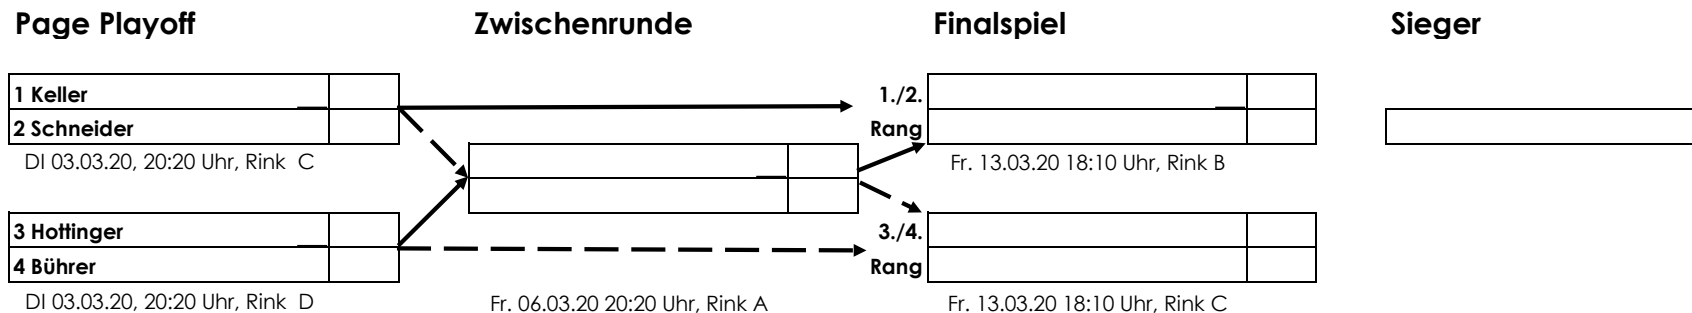 Page Playoff Zwischenrunde Finalspiel Sieger
1 Keller 1./2.
2 Schneider Rang
DI 03.03.20, 20:20 Uhr, Rink C Fr. 13.03.20 18:10 Uhr, Rink B
3 Hottinger 3./4.
4 Bührer Rang
DI 03.03.20, 20:20 Uhr, Rink D Fr. 06.03.20 20:20 Uhr, Rink A Fr. 13.03.20 18:10 Uhr, Rink C